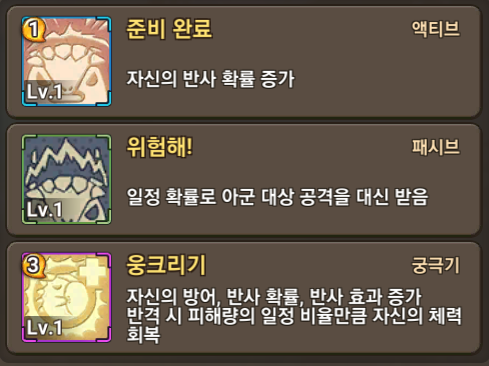 1
준비 완료
액티브
자신의 반사 확률 증가
Lv.1
위험해!
패시브
일정 확률로 아군 대상 공격을 대신 받음
Lv.1
3
웅크리기
궁극기
자신의 방어, 반사 확률, 반사 효과 증가
반격 시 피해량의 일정 비율만큼 자신의 체력
회복
Lv.1